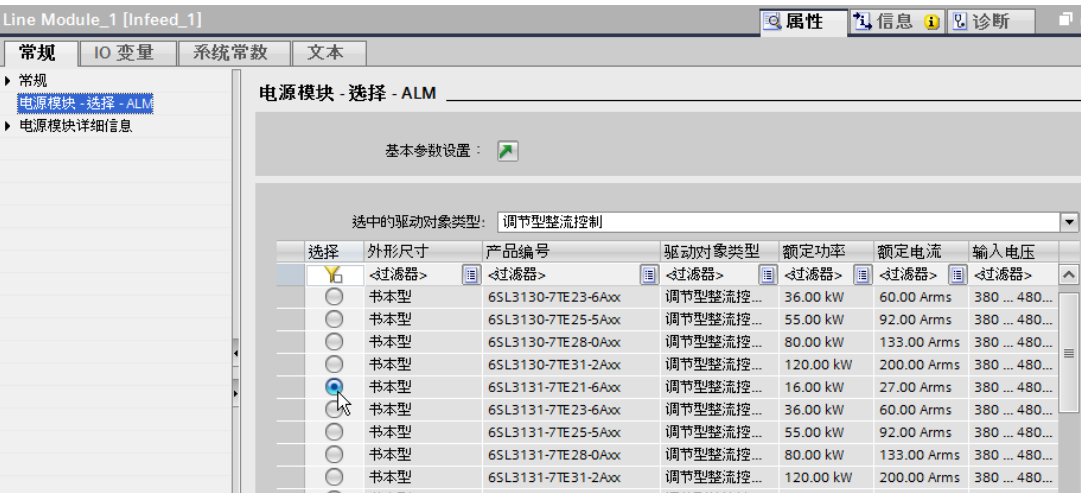 Line Module_1 [Infeed_1]
属性 信息 诊断
常规 IO 变量 系统常数 文本
常规
电源模块 - 选择 - ALM
电源模块详细信息
电源模块 - 选择 - ALM
基本参数设置：
选中的驱动对象类型: 调节型整流控制
选择 外形尺寸 产品编号 驱动对象类型 额定功率 额定电流 输入电压
<过滤器> <过滤器> <过滤器> <过滤器> <过滤器> <过滤器>
书本型 6SL3130-7TE23-6Axx 调节型整流控... 36.00 kW 60.00 Arms 380 ... 480...
书本型 6SL3130-7TE25-5Axx 调节型整流控... 55.00 kW 92.00 Arms 380 ... 480...
书本型 6SL3130-7TE28-0Axx 调节型整流控... 80.00 kW 133.00 Arms 380 ... 480...
书本型 6SL3130-7TE31-2Axx 调节型整流控... 120.00 kW 200.00 Arms 380 ... 480...
书本型 6SL3131-7TE21-6Axx 调节型整流控... 16.00 kW 27.00 Arms 380 ... 480...
书本型 6SL3131-7TE23-6Axx 调节型整流控... 36.00 kW 60.00 Arms 380 ... 480...
书本型 6SL3131-7TE25-5Axx 调节型整流控... 55.00 kW 92.00 Arms 380 ... 480...
书本型 6SL3131-7TE28-0Axx 调节型整流控... 80.00 kW 133.00 Arms 380 ... 480...
书本型 6SL3131-7TE31-2Axx 调节型整流控... 120.00 kW 200.00 Arms 380 ... 480...